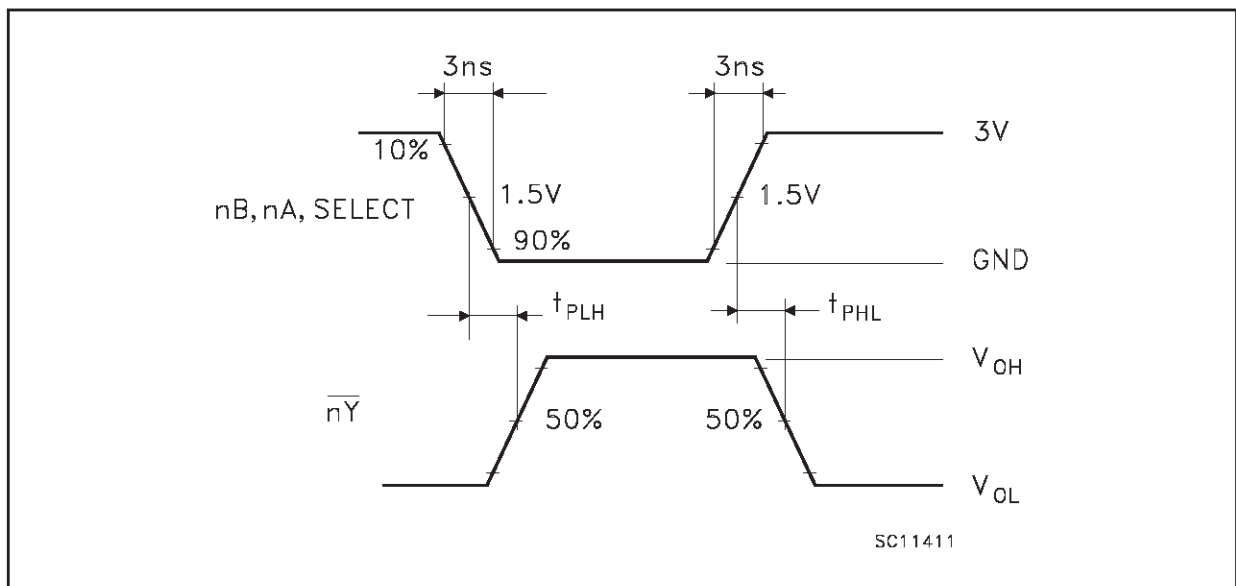 3ns 3ns
3V
10%
1.5V 1.5V
nB, nA, SELECT
90%
GND
tPLH tPHL
VOH
nY
50% 50%
VOL
SC11411